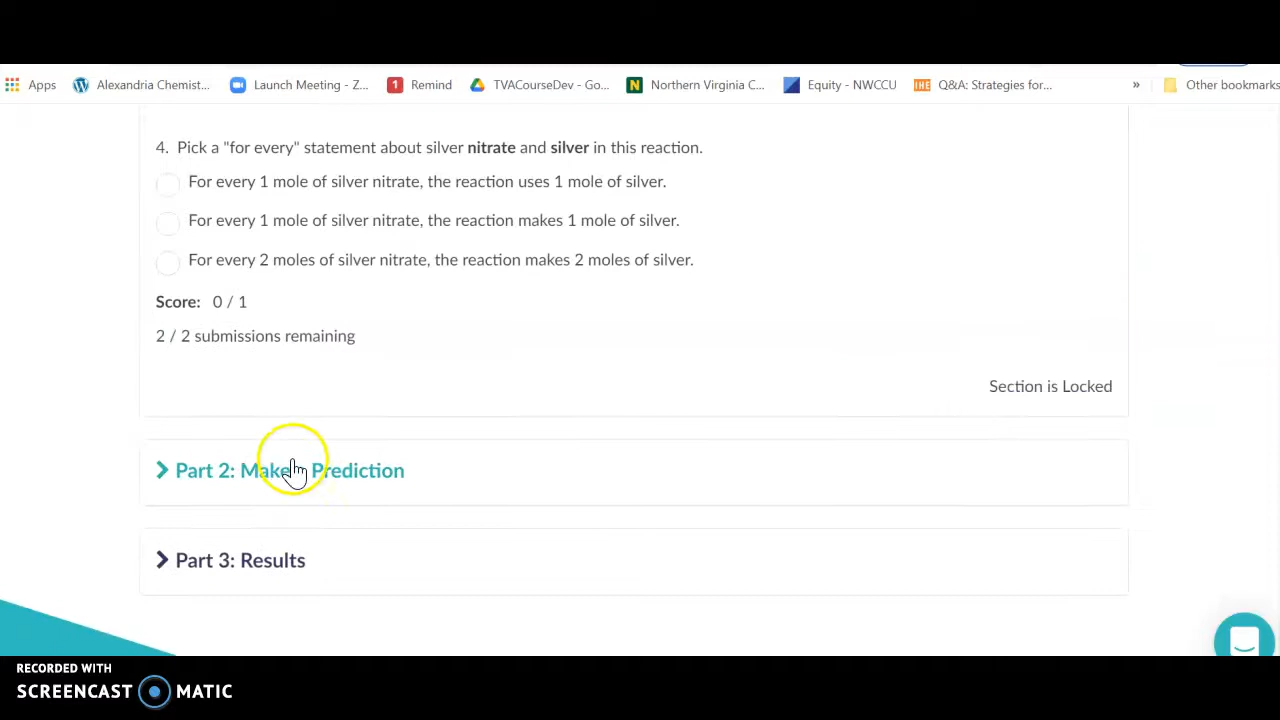 Apps Alexandria Chemist... Launch Meeting - Z... 1 Remind TVACourseDev - Go... N Northern Virginia C... Equity - NWCCU THE Q&A: Strategies for... » Other bookmarks
4. Pick a "for every" statement about silver nitrate and silver in this reaction.
For every 1 mole of silver nitrate, the reaction uses 1 mole of silver.
For every 1 mole of silver nitrate, the reaction makes 1 mole of silver.
For every 2 moles of silver nitrate, the reaction makes 2 moles of silver.
Score: 0 / 1
2 / 2 submissions remaining
Section is Locked
Part 2: Make Prediction
Part 3: Results
RECORDED WITH
SCREENCAST MATIC